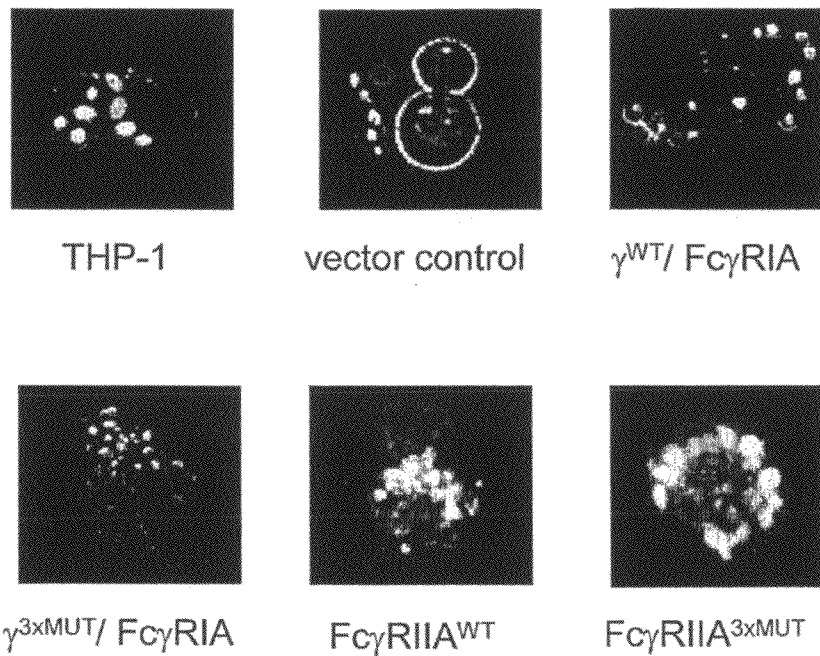 THP-1
vector control
γWT/ FcγRIA
γ3xMUT/ FcγRIA
FcγRIIAWT
FcγRIIA3xMUT